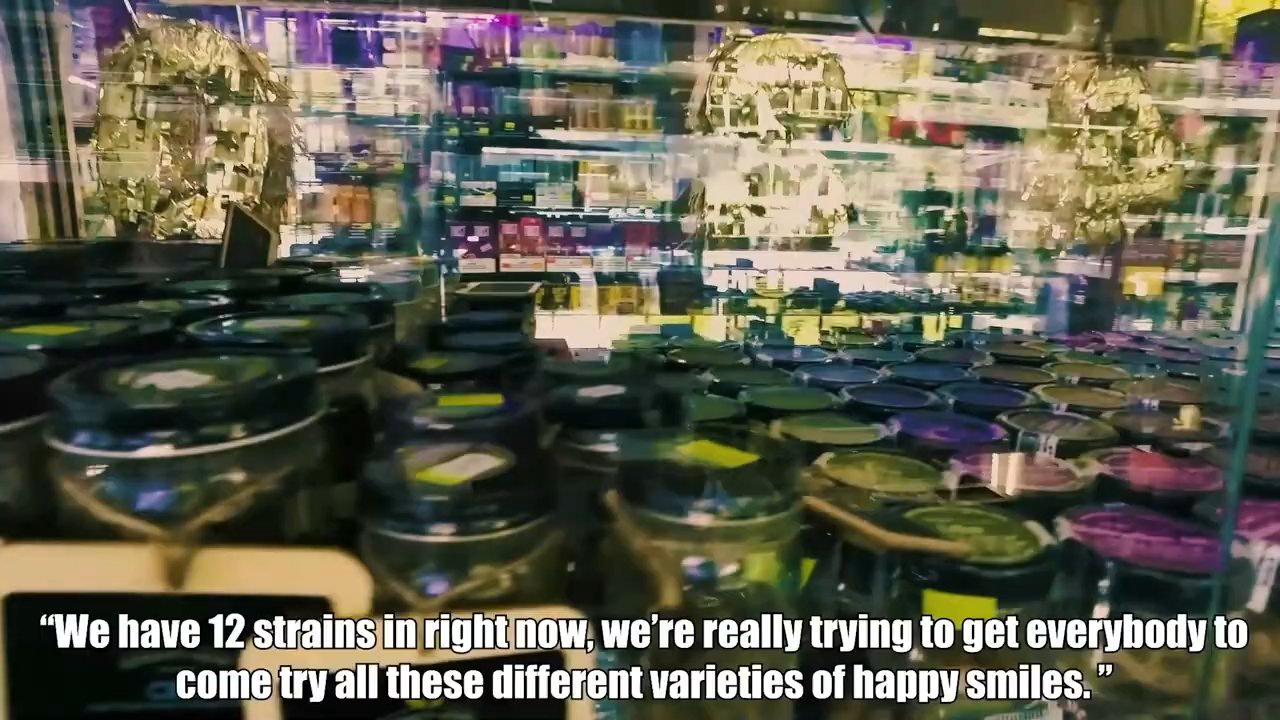 “We have 12 strains in right now, we’re really trying to get everybody to
come try all these different varieties of happy smiles.”